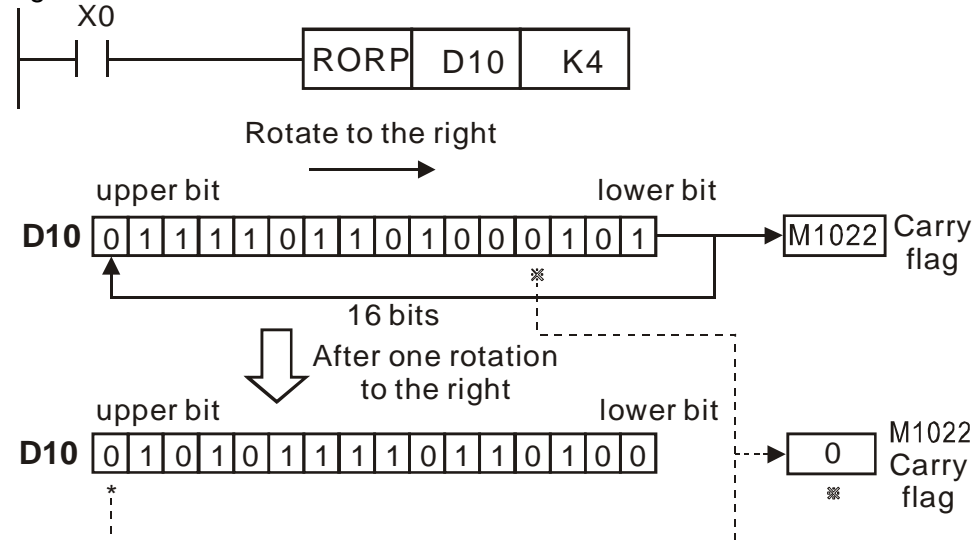 X0
RORP D10 K4
Rotate to the right
upper bit lower bit
D10 0 1 1 1 1 0 1 1 0 1 0 0 0 1 0 1 M1022 Carry
flag
※
16 bits
After one rotation
to the right
upper bit lower bit
D10 0 1 0 1 0 1 1 1 1 0 1 1 0 1 0 0 0 M1022
Carry
flag
* ※